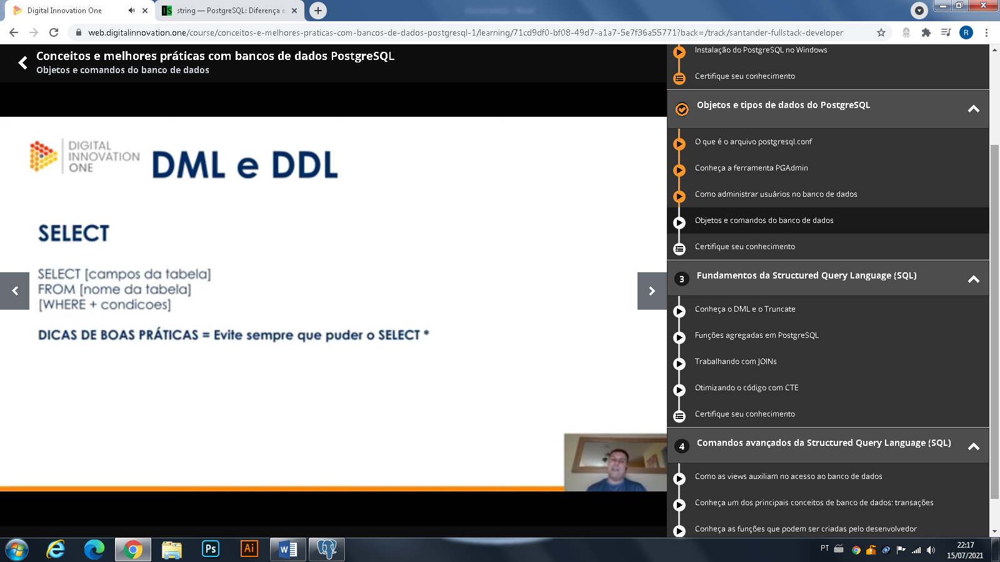 Digital Innovation One
string — PostgreSQL: Diferença e
web.digitalinnovation.one/course/conceitos-e-melhores-praticas-com-bancos-de-dados-postgresql-1/learning/71cd9df0-bf08-49d7-a1a7-5e7f36a55771?back=/track/santander-fullstack-developer
R
Conceitos e melhores práticas com bancos de dados PostgreSQL
Objetos e comandos do banco de dados
DIGITAL
INNOVATION
ONE
DML e DDL
SELECT
SELECT [campos da tabela]
FROM [nome da tabela]
[WHERE + condicoes]
DICAS DE BOAS PRÁTICAS = Evite sempre que puder o SELECT *
Instalação do PostgreSQL no Windows
Certifique seu conhecimento
Objetos e tipos de dados do PostgreSQL
O que é o arquivo postgresql.conf
Conheça a ferramenta PGAdmin
Como administrar usuários no banco de dados
Objetos e comandos do banco de dados
Certifique seu conhecimento
3 Fundamentos da Structured Query Language (SQL)
Conheça o DML e o Truncate
Funções agregadas em PostgreSQL
Trabalhando com JOINs
Otimizando o código com CTE
Certifique seu conhecimento
4 Comandos avançados da Structured Query Language (SQL)
Como as views auxiliam no acesso ao banco de dados
Conheça um dos principais conceitos de banco de dados: transações
Conheça as funções que podem ser criadas pelo desenvolvedor
Ps
Ai
W
PT
22:17
15/07/2021